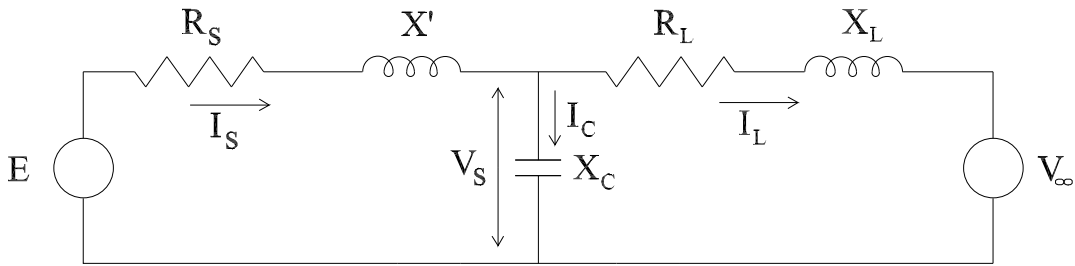 R_S X' R_L X_L
I_S I_C I_L
E V_S X_C V_∞